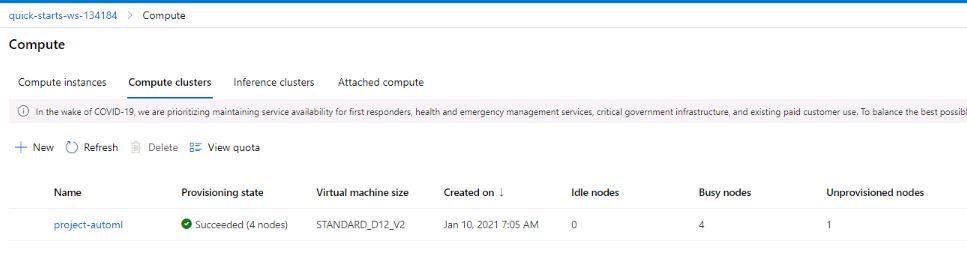 quick-starts-ws-134184 > Compute
Compute
Compute instances Compute clusters Inference clusters Attached compute
In the wake of COVID-19, we are prioritizing maintaining service availability for first responders, health and emergency management services, critical government infrastructure, and existing paid customer use. To balance the best possibl
New Refresh Delete View quota
Name Provisioning state Virtual machine size Created on ↓ Idle nodes Busy nodes Unprovisioned nodes
project-automl Succeeded (4 nodes) STANDARD_D12_V2 Jan 10, 2021 7:05 AM 0 4 1